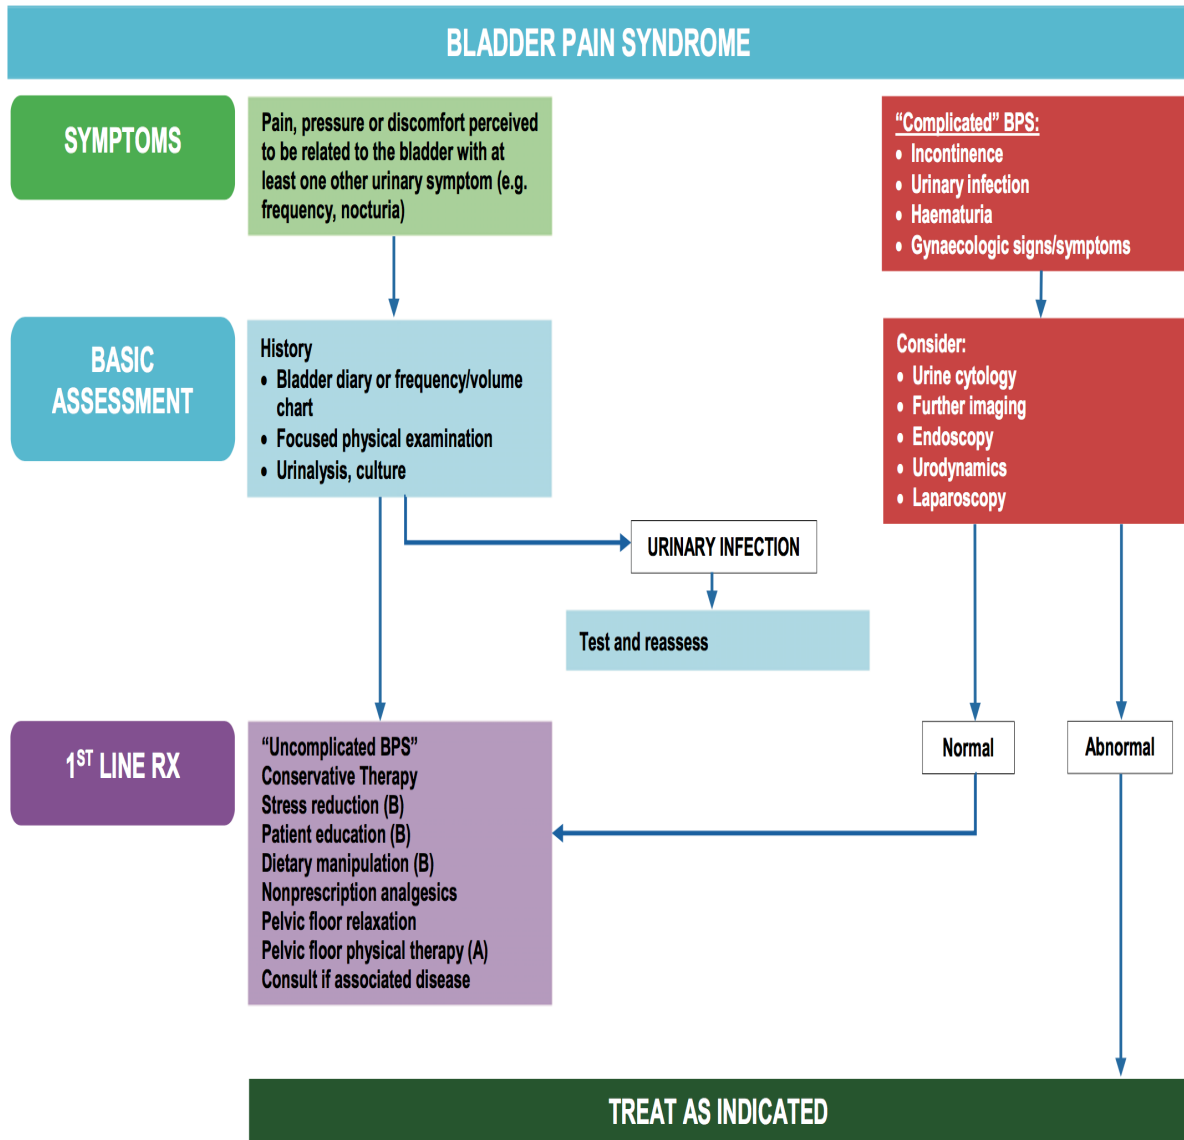 BLADDER PAIN SYNDROME
SYMPTOMS
Pain, pressure or discomfort perceived
to be related to the bladder with at
least one other urinary symptom (e.g.
frequency, nocturia)
“Complicated” BPS:
• Incontinence
• Urinary infection
• Haematuria
• Gynaecologic signs/symptoms
BASIC
ASSESSMENT
History
• Bladder diary or frequency/volume
chart
• Focused physical examination
• Urinalysis, culture
Consider:
• Urine cytology
• Further imaging
• Endoscopy
• Urodynamics
• Laparoscopy
URINARY INFECTION
Test and reassess
1ST LINE RX
“Uncomplicated BPS”
Conservative Therapy
Stress reduction (B)
Patient education (B)
Dietary manipulation (B)
Nonprescription analgesics
Pelvic floor relaxation
Pelvic floor physical therapy (A)
Consult if associated disease
Normal
Abnormal
TREAT AS INDICATED